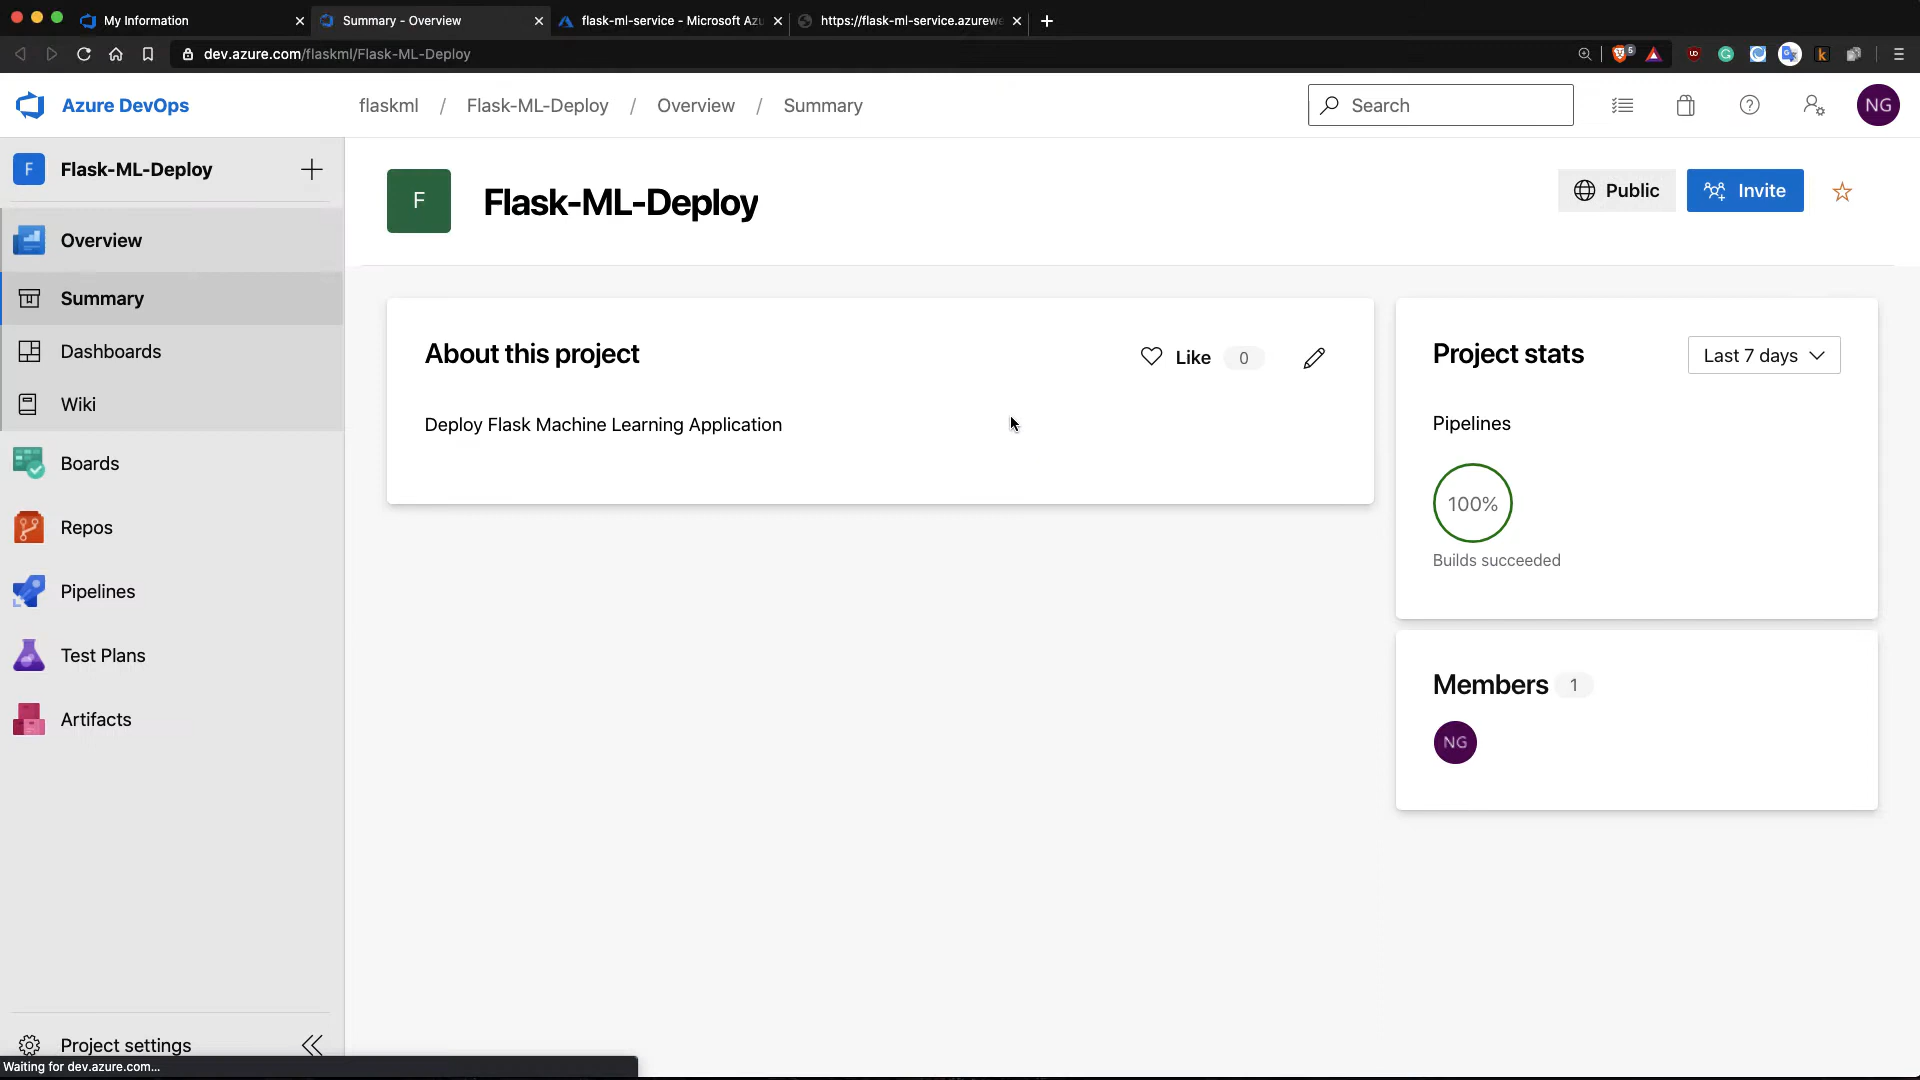 My Information
Summary - Overview
flask-ml-service - Microsoft Azu
https://flask-ml-service.azurewe
dev.azure.com/flaskml/Flask-ML-Deploy
5
Azure DevOps
flaskml / Flask-ML-Deploy / Overview / Summary
Search
NG
F Flask-ML-Deploy
Overview
Summary
Dashboards
Wiki
Boards
Repos
Pipelines
Test Plans
Artifacts
Project settings
Waiting for dev.azure.com...
F
Flask-ML-Deploy
Public
Invite
About this project
Like 0
Deploy Flask Machine Learning Application
Project stats
Last 7 days
Pipelines
100%
Builds succeeded
Members 1
NG